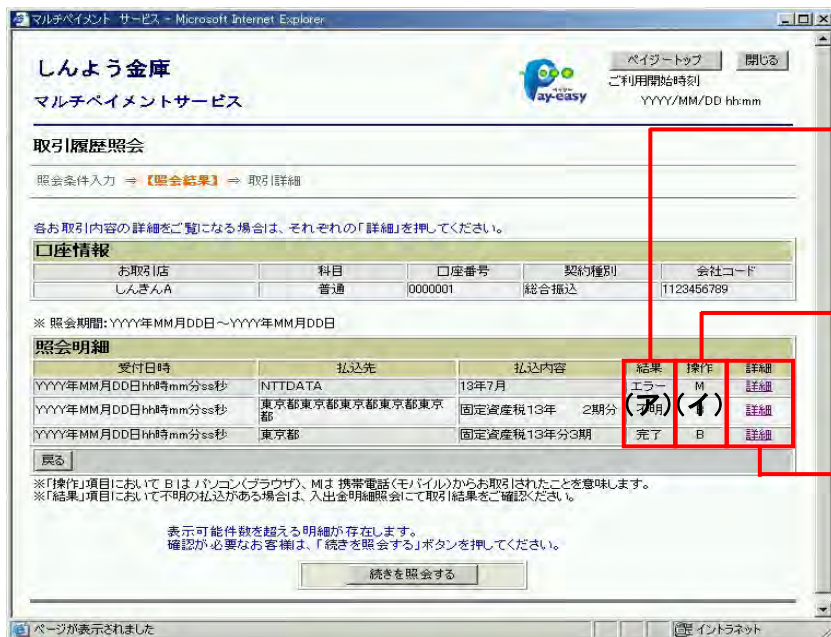 マルチペイメント サービス - Microsoft Internet Explorer
しんよう金庫
マルチペイメントサービス
ペイジー
Pay-easy
ペイジートップ 閉じる
ご利用開始時刻
YYYY/MM/DD hh:mm
取引履歴照会
照会条件入力 ⇒ 【照会結果】 ⇒ 取引詳細
各お取引内容の詳細をご覧になる場合は、それぞれの「詳細」を押してください。
口座情報
お取引店 科目 口座番号 契約種別 会社コード
しんきんA 普通 0000001 総合振込 1123456789
※ 照会期間:YYYY年MM月DD日～YYYY年MM月DD日
照会明細
受付日時 払込先 払込内容 結果 操作 詳細
YYYY年MM月DD日hh時mm分ss秒 NTTDATA 13年7月 エラー M 詳細
YYYY年MM月DD日hh時mm分ss秒 東京都東京都東京都東京都東京都 固定資産税13年 2期分 不明 詳細
(ア) (イ)
YYYY年MM月DD日hh時mm分ss秒 東京都 固定資産税13年分3期 完了 B 詳細
戻る
※「操作」項目において Bは パソコン(ブラウザ)、Mは 携帯電話(モバイル)からお取引されたことを意味します。
※「結果」項目において不明の払込がある場合は、入出金明細照会にて取引結果をご確認ください。
表示可能件数を超える明細が存在します。
確認が必要なお客様は、「続きを照会する」ボタンを押してください。
続きを照会する
ページが表示されました イントラネット